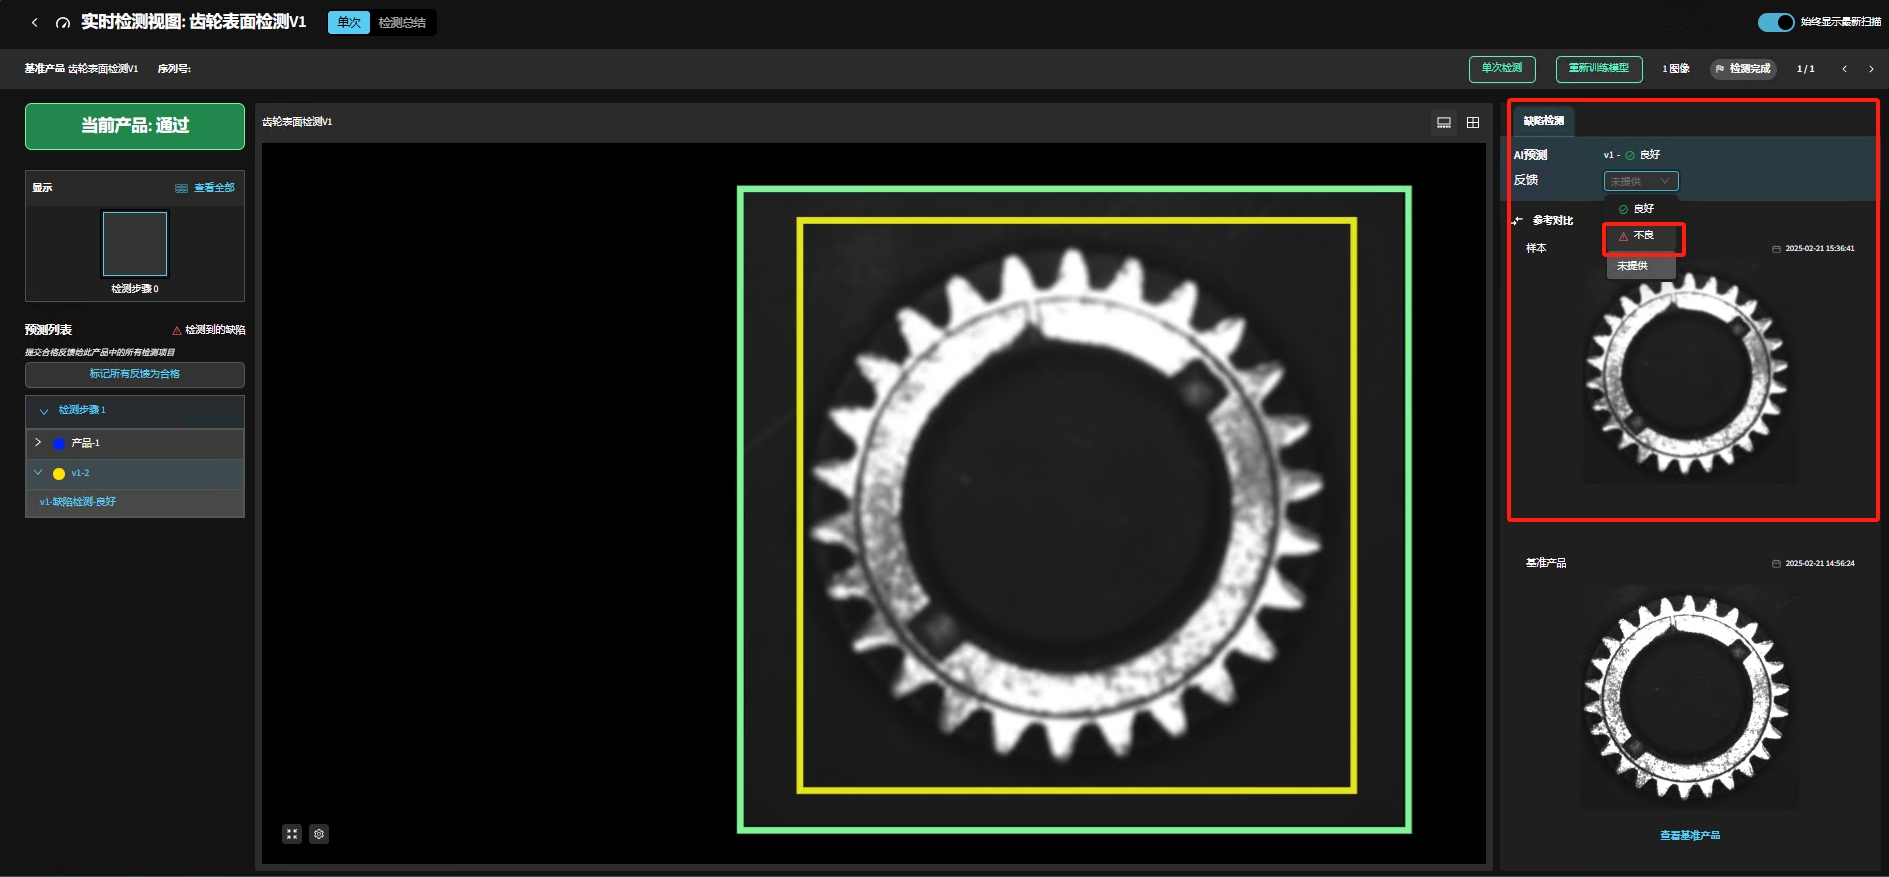 实时检测视图: 齿轮表面检测V1 单次 检测总结 始终显示最新扫描
基准产品 齿轮表面检测V1 序列号: 单次检测 重新训练模型 1 图像 检测完成 1 / 1
当前产品: 通过
显示 查看全部
检测步骤 0
预测列表 检测到的缺陷
提交合格反馈给此产品中的所有检测项目
标记所有反馈为合格
检测步骤 1
产品-1
v1-2
v1-缺陷检测-良好
齿轮表面检测V1
缺陷检测
AI预测 v1 - 良好
反馈 未提供
良好
不良
未提供
参考对比
样本 2025-02-21 15:36:41
基准产品 2025-02-21 14:56:24
查看基准产品